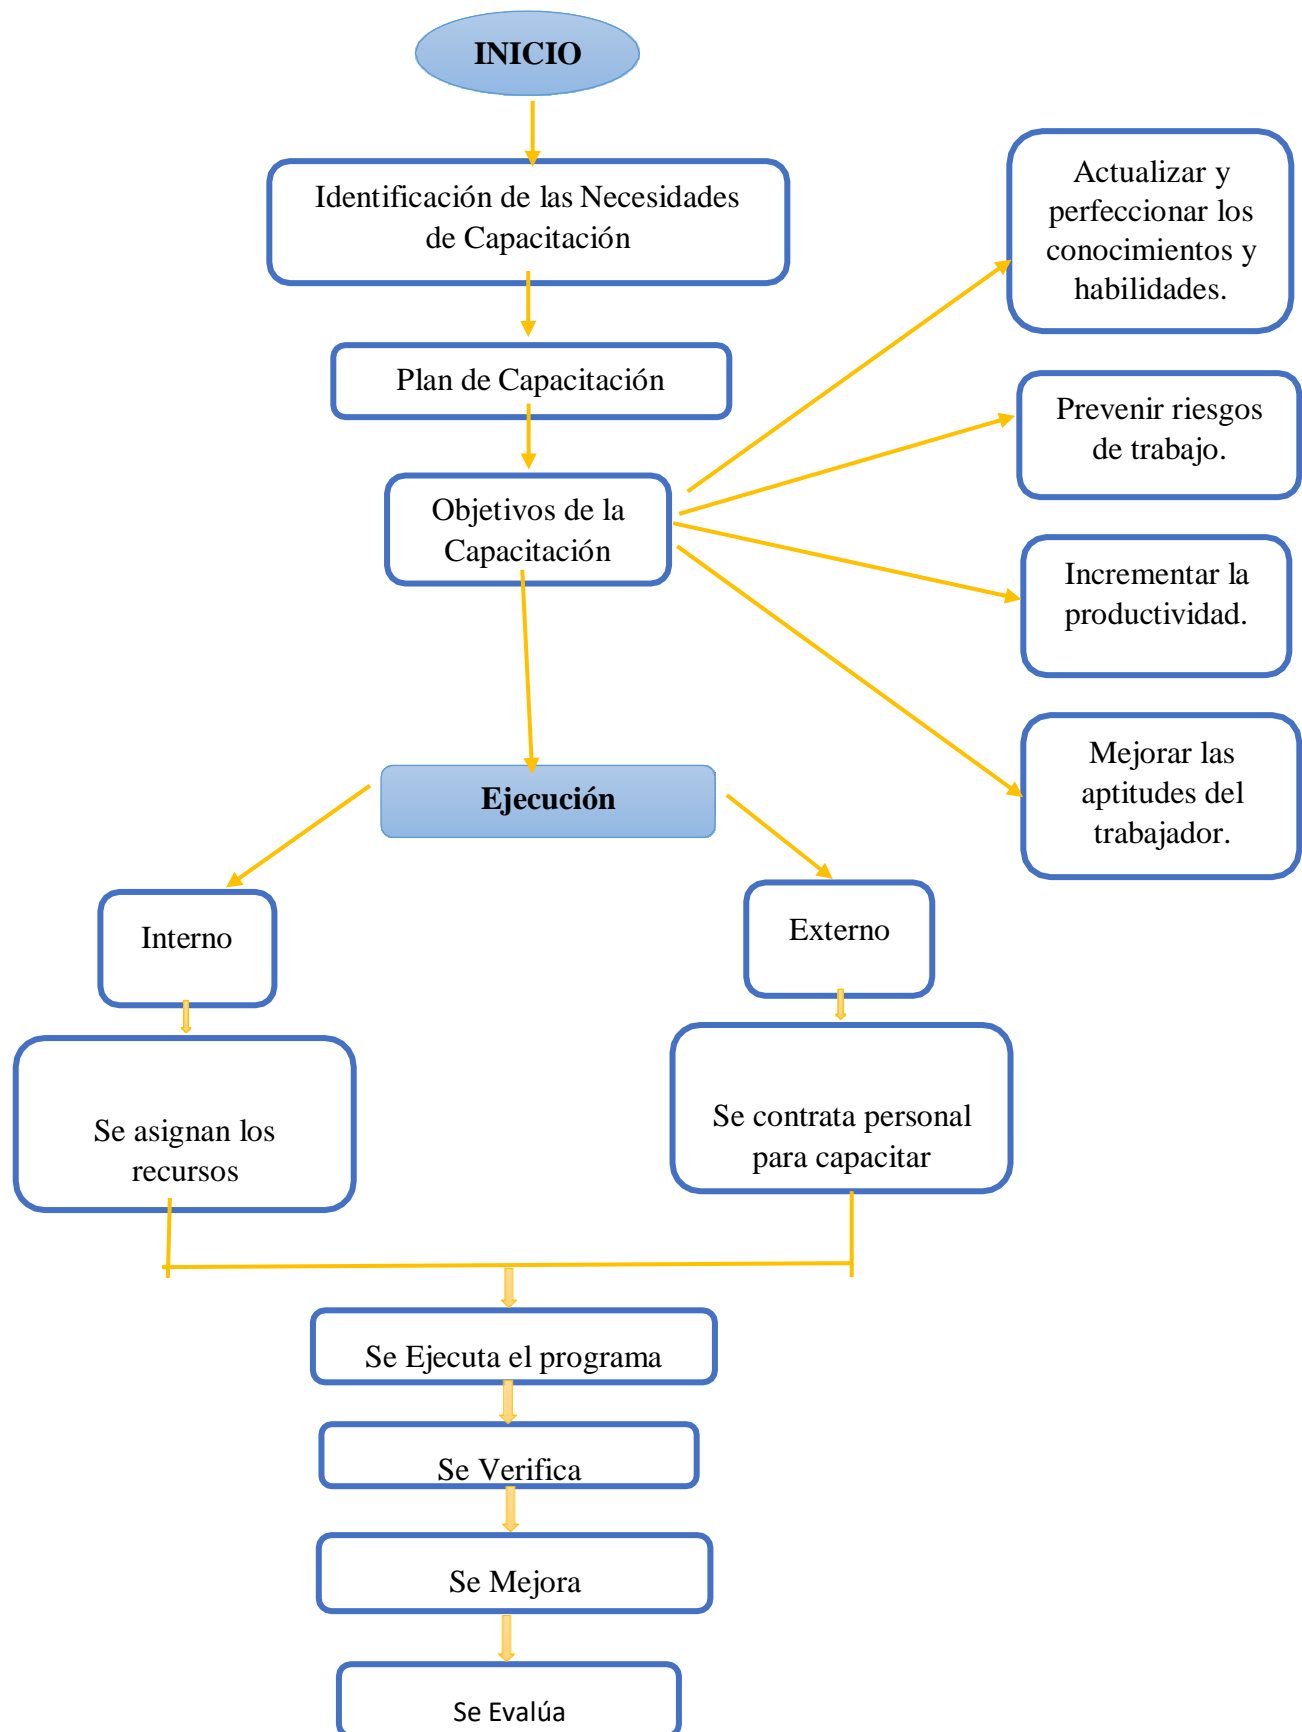 INICIO
Identificación de las Necesidades
de Capacitación
Plan de Capacitación
Objetivos de la
Capacitación
Actualizar y
perfeccionar los
conocimientos y
habilidades.
Prevenir riesgos
de trabajo.
Incrementar la
productividad.
Mejorar las
aptitudes del
trabajador.
Ejecución
Interno
Externo
Se asignan los
recursos
Se contrata personal
para capacitar
Se Ejecuta el programa
Se Verifica
Se Mejora
Se Evalúa